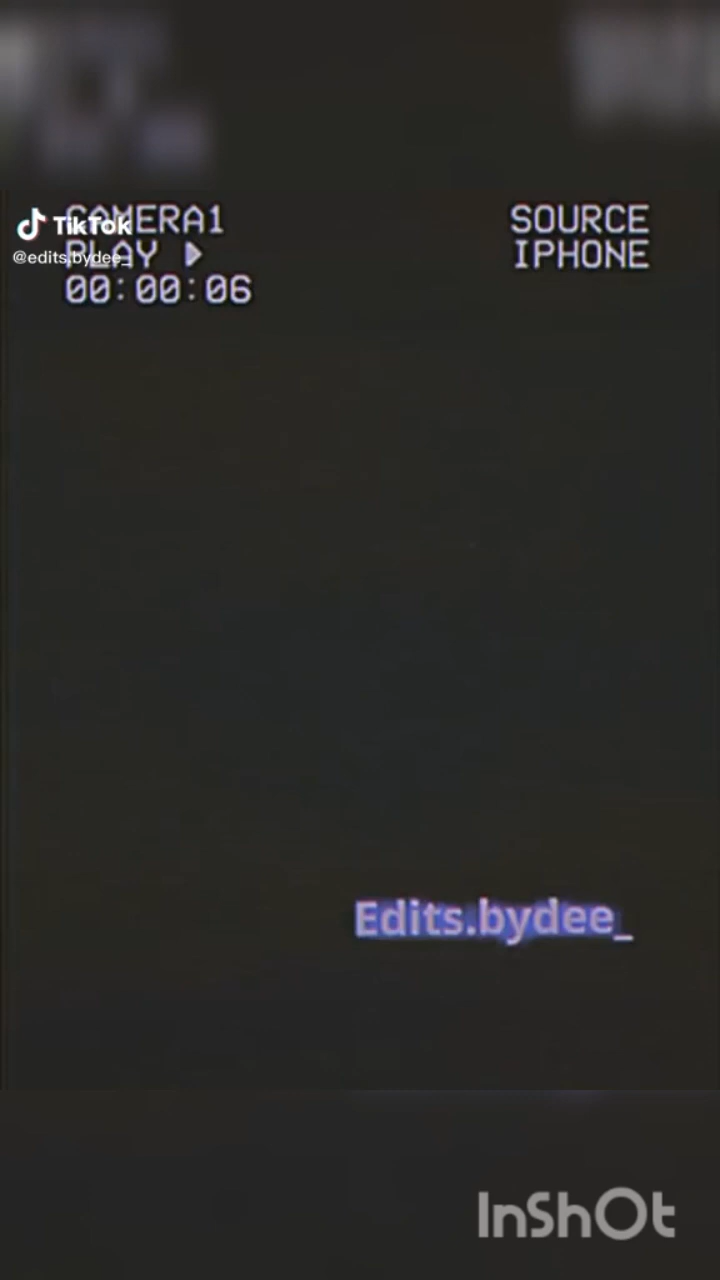 CAMERA1
TikTok
PLAY
@edits.bydee_
00:00:06
SOURCE
IPHONE
Edits.bydee_
InShOt